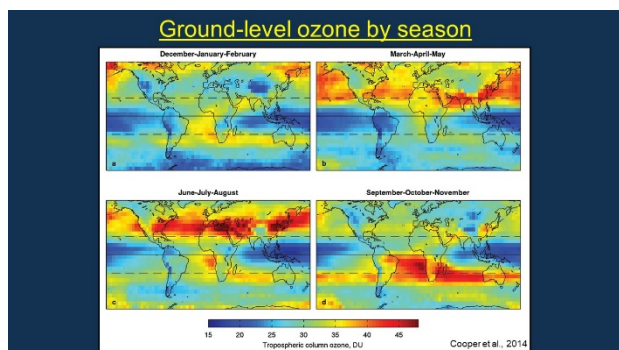 Ground-level ozone by season
December-January-February
March-April-May
a
b
June-July-August
September-October-November
c
d
15 20 25 30 35 40 45
Tropospheric column ozone, DU
Cooper et al., 2014